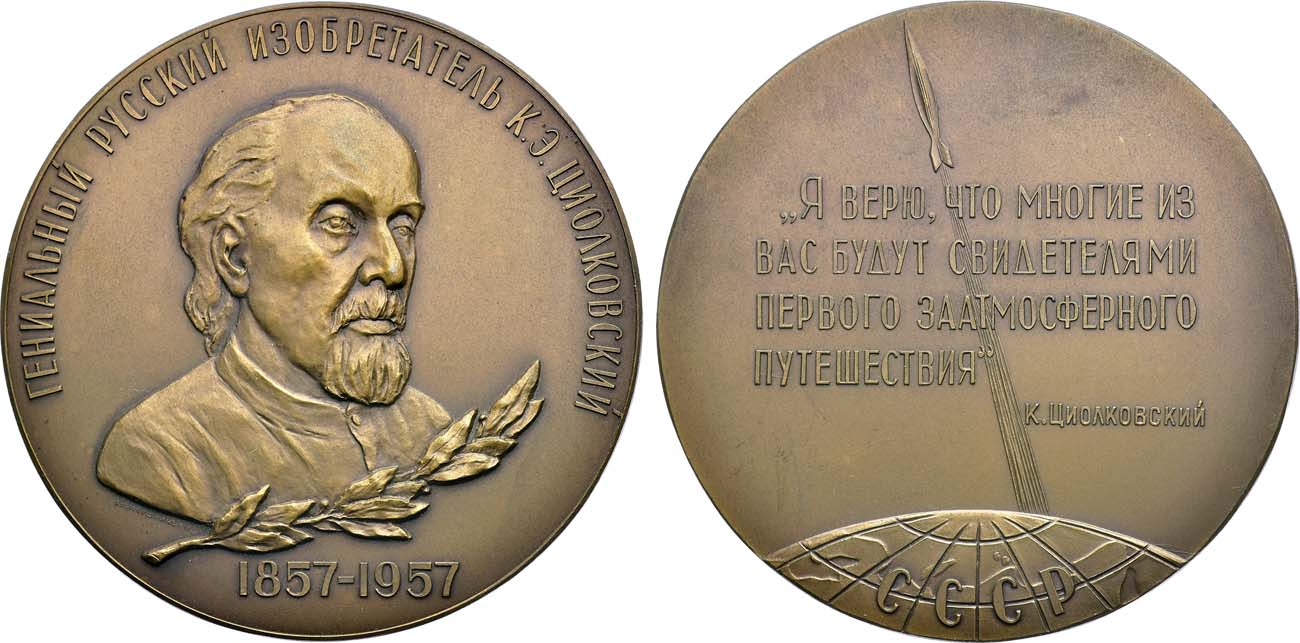 ГЕНИАЛЬНЫЙ РУССКИЙ ИЗОБРЕТАТЕЛЬ К.Э.ЦИОЛКОВСКИЙ
1857-1957
„Я ВЕРЮ, ЧТО МНОГИЕ ИЗ
ВАС БУДУТ СВИДЕТЕЛЯМИ
ПЕРВОГО ЗААТМОСФЕРНОГО
ПУТЕШЕСТВИЯ“
К. ЦИОЛКОВСКИЙ
СССР